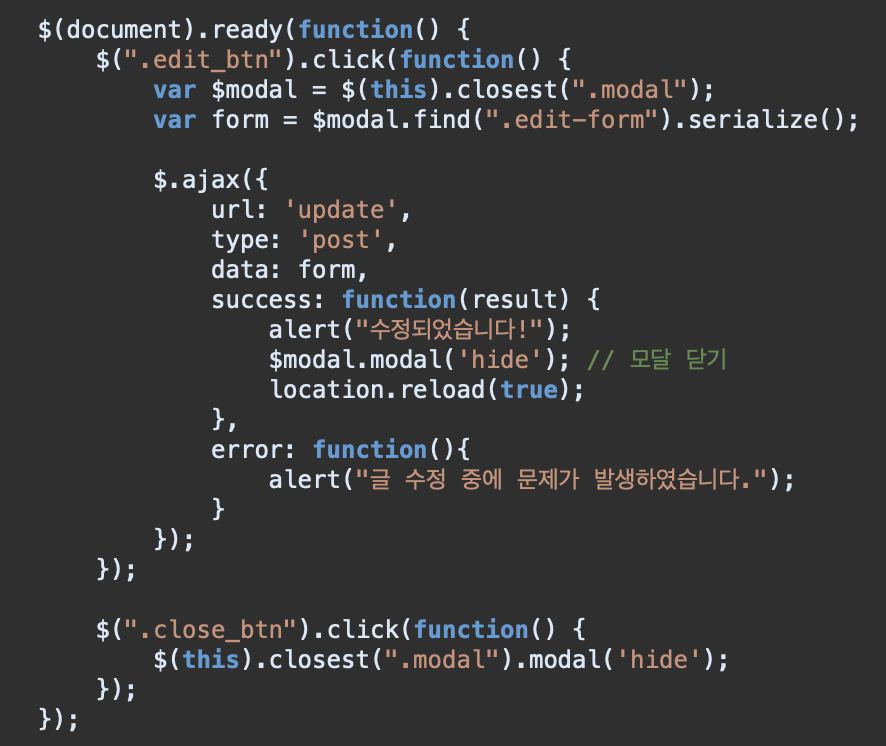 $(document).ready(function() {
    $(".edit_btn").click(function() {
        var $modal = $(this).closest(".modal");
        var form = $modal.find(".edit-form").serialize();

        $.ajax({
            url: 'update',
            type: 'post',
            data: form,
            success: function(result) {
                alert("수정되었습니다!");
                $modal.modal('hide'); // 모달 닫기
                location.reload(true);
            },
            error: function(){
                alert("글 수정 중에 문제가 발생하였습니다.");
            }
        });
    });

    $(".close_btn").click(function() {
        $(this).closest(".modal").modal('hide');
    });
});